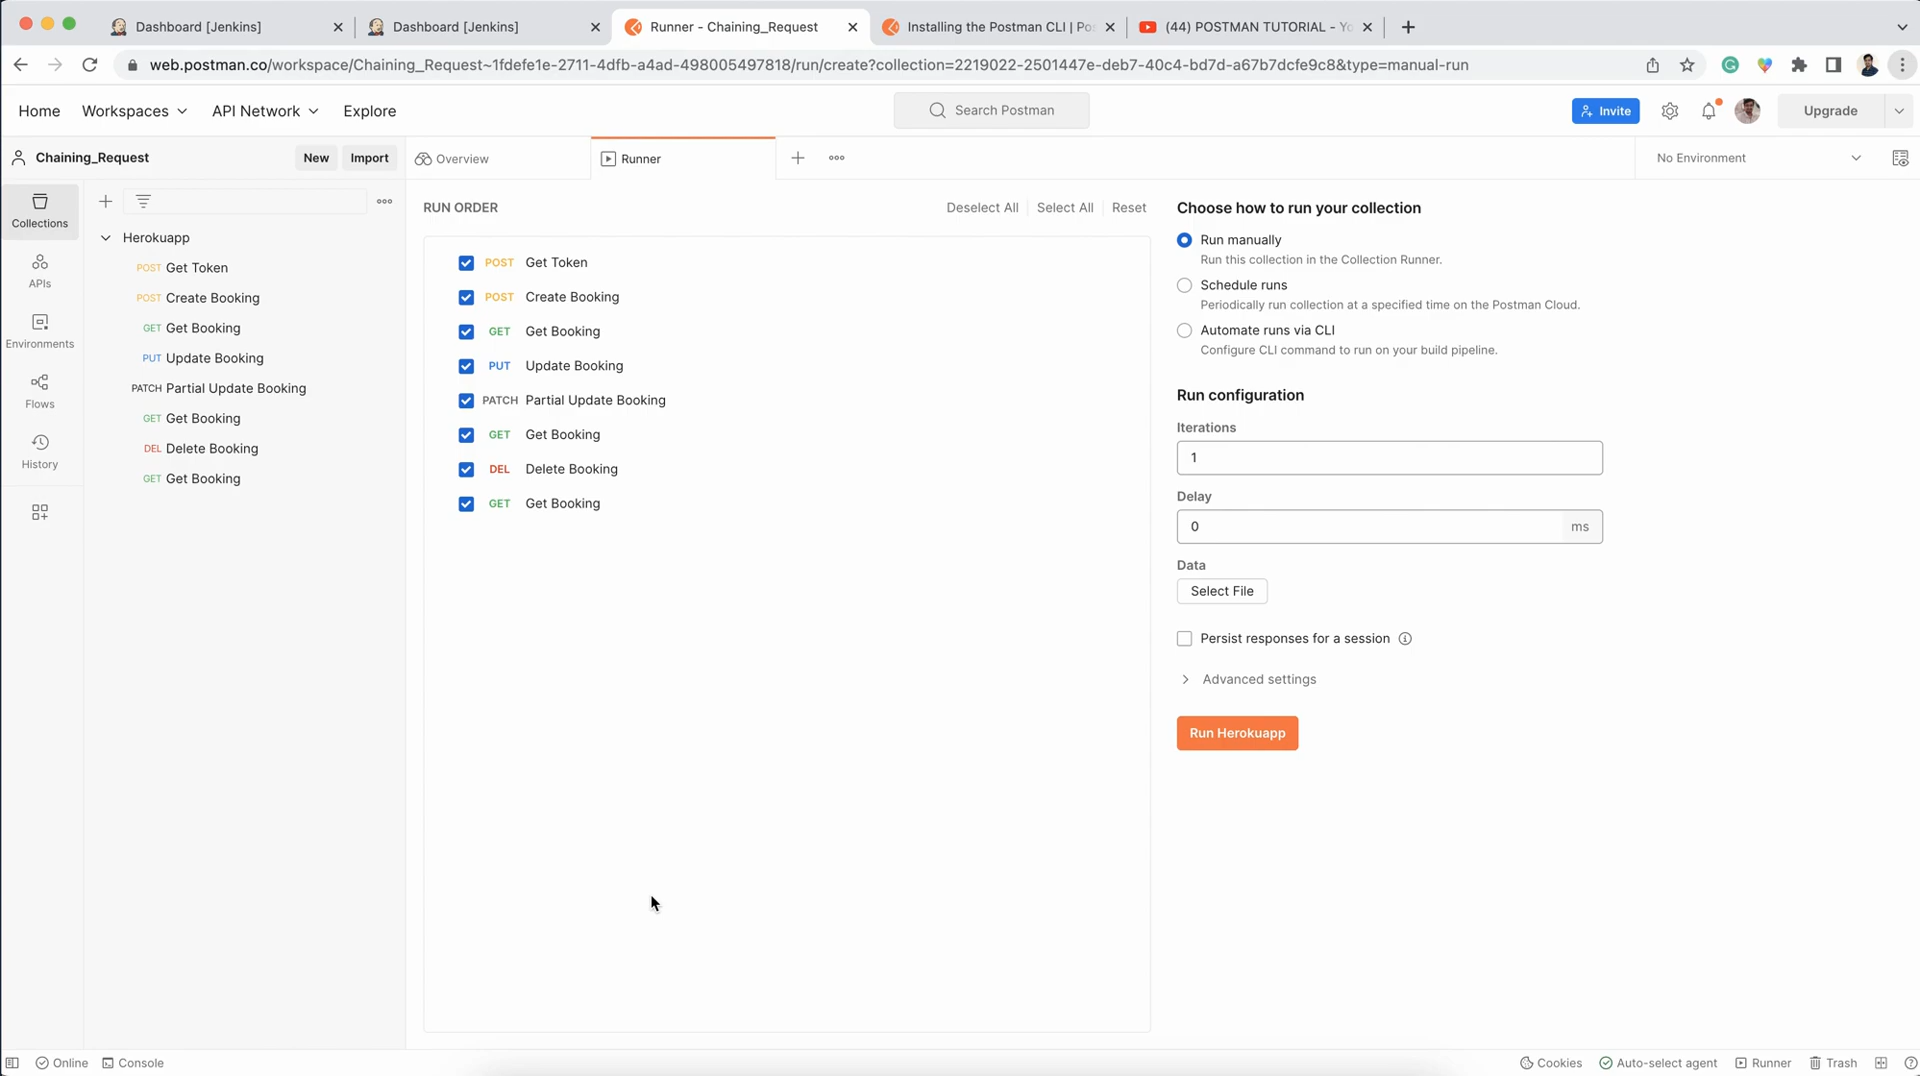 Dashboard [Jenkins]
Dashboard [Jenkins]
Runner - Chaining_Request
Installing the Postman CLI | Po
(44) POSTMAN TUTORIAL - Yo
web.postman.co/workspace/Chaining_Request~1fdefe1e-2711-4dfb-a4ad-498005497818/run/create?collection=2219022-2501447e-deb7-40c4-bd7d-a67b7dcfe9c8&type=manual-run
Home
Workspaces
API Network
Explore
Search Postman
Invite
Upgrade
Chaining_Request
New
Import
Overview
Runner
No Environment
Collections
APIs
Environments
Flows
History
Herokuapp
POST Get Token
POST Create Booking
GET Get Booking
PUT Update Booking
PATCH Partial Update Booking
GET Get Booking
DEL Delete Booking
GET Get Booking
RUN ORDER
Deselect All
Select All
Reset
POST Get Token
POST Create Booking
GET Get Booking
PUT Update Booking
PATCH Partial Update Booking
GET Get Booking
DEL Delete Booking
GET Get Booking
Choose how to run your collection
Run manually
Run this collection in the Collection Runner.
Schedule runs
Periodically run collection at a specified time on the Postman Cloud.
Automate runs via CLI
Configure CLI command to run on your build pipeline.
Run configuration
Iterations
1
Delay
0 ms
Data
Select File
Persist responses for a session
Advanced settings
Run Herokuapp
Online
Console
Cookies
Auto-select agent
Runner
Trash